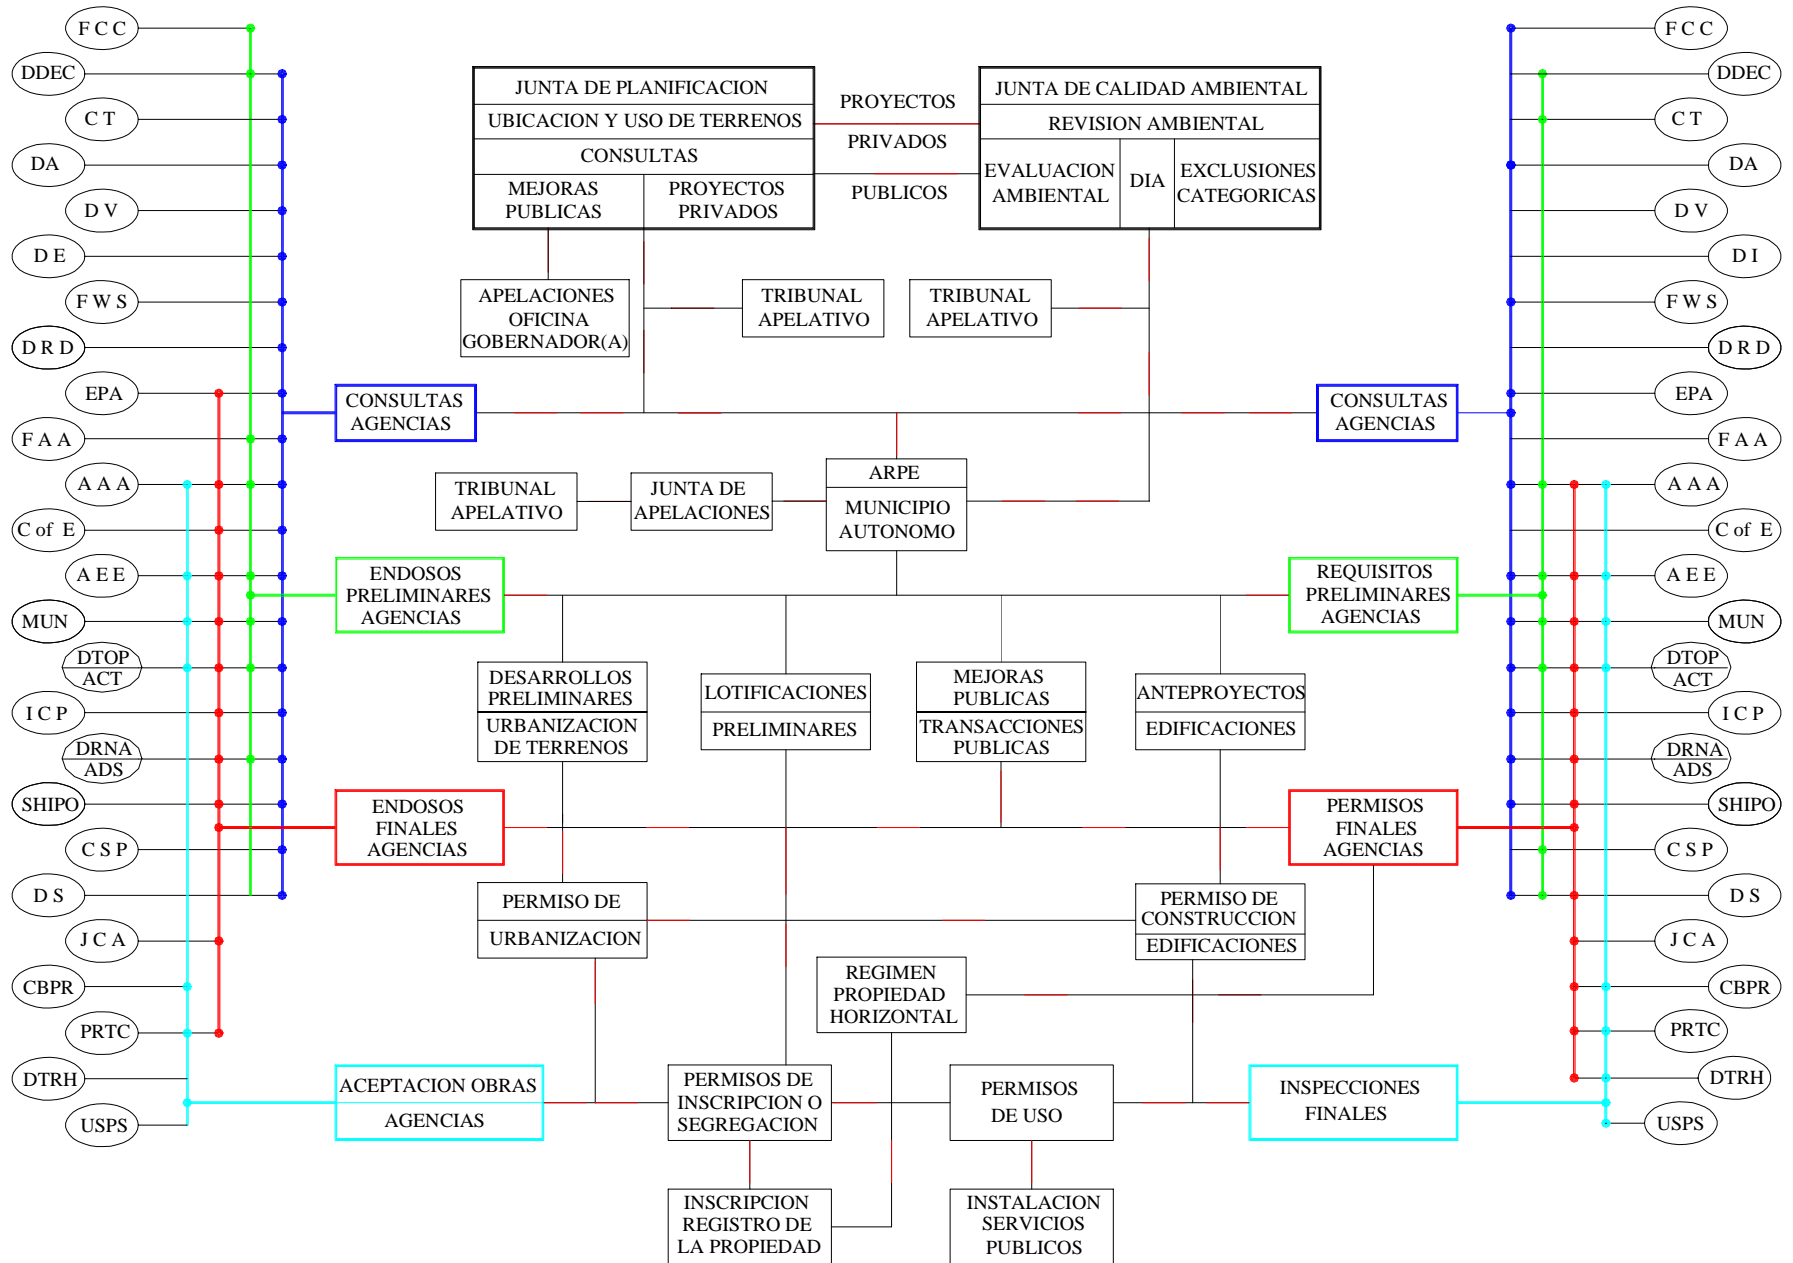 F C C
DDEC
C T
DA
D V
D E
F W S
D R D
EPA
F A A
A A A
C of E
A E E
MUN
DTOP
ACT
I C P
DRNA
ADS
SHIPO
C S P
D S
J C A
CBPR
PRTC
DTRH
USPS
JUNTA DE PLANIFICACION
UBICACION Y USO DE TERRENOS
CONSULTAS
MEJORAS
PUBLICAS
PROYECTOS
PRIVADOS
PROYECTOS
PRIVADOS
PUBLICOS
JUNTA DE CALIDAD AMBIENTAL
REVISION AMBIENTAL
EVALUACION
AMBIENTAL
DIA
EXCLUSIONES
CATEGORICAS
APELACIONES
OFICINA
GOBERNADOR(A)
TRIBUNAL
APELATIVO
TRIBUNAL
APELATIVO
CONSULTAS
AGENCIAS
CONSULTAS
AGENCIAS
TRIBUNAL
APELATIVO
JUNTA DE
APELACIONES
ARPE
MUNICIPIO
AUTONOMO
ENDOSOS
PRELIMINARES
AGENCIAS
REQUISITOS
PRELIMINARES
AGENCIAS
DESARROLLOS
PRELIMINARES
URBANIZACION
DE TERRENOS
LOTIFICACIONES
PRELIMINARES
MEJORAS
PUBLICAS
TRANSACCIONES
PUBLICAS
ANTEPROYECTOS
EDIFICACIONES
ENDOSOS
FINALES
AGENCIAS
PERMISOS
FINALES
AGENCIAS
PERMISO DE
URBANIZACION
PERMISO DE
CONSTRUCCION
EDIFICACIONES
REGIMEN
PROPIEDAD
HORIZONTAL
ACEPTACION OBRAS
AGENCIAS
PERMISOS DE
INSCRIPCION O
SEGREGACION
PERMISOS
DE USO
INSPECCIONES
FINALES
INSCRIPCION
REGISTRO DE
LA PROPIEDAD
INSTALACION
SERVICIOS
PUBLICOS
F C C
DDEC
C T
DA
D V
D I
F W S
D R D
EPA
F A A
A A A
C of E
A E E
MUN
DTOP
ACT
I C P
DRNA
ADS
SHIPO
C S P
D S
J C A
CBPR
PRTC
DTRH
USPS